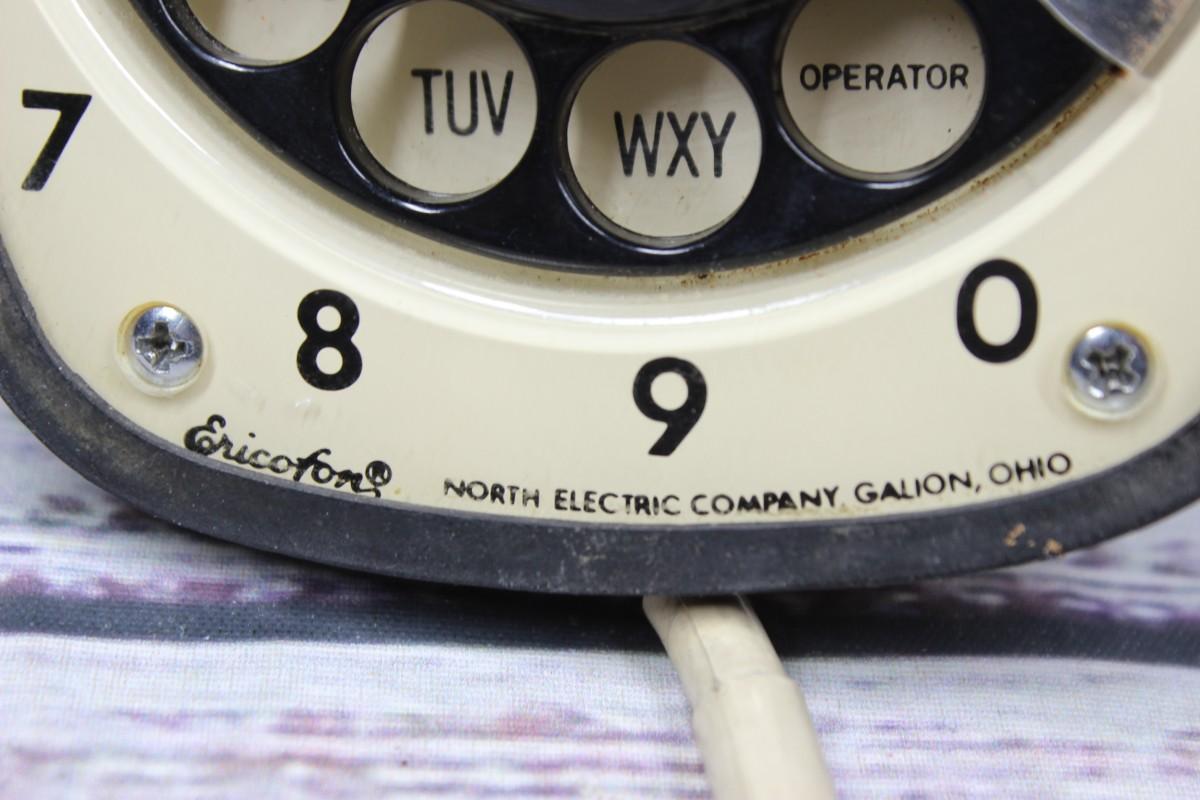 TUV
WXY
OPERATOR
7
8
9
0
Ericofon®
NORTH ELECTRIC COMPANY, GALION, OHIO